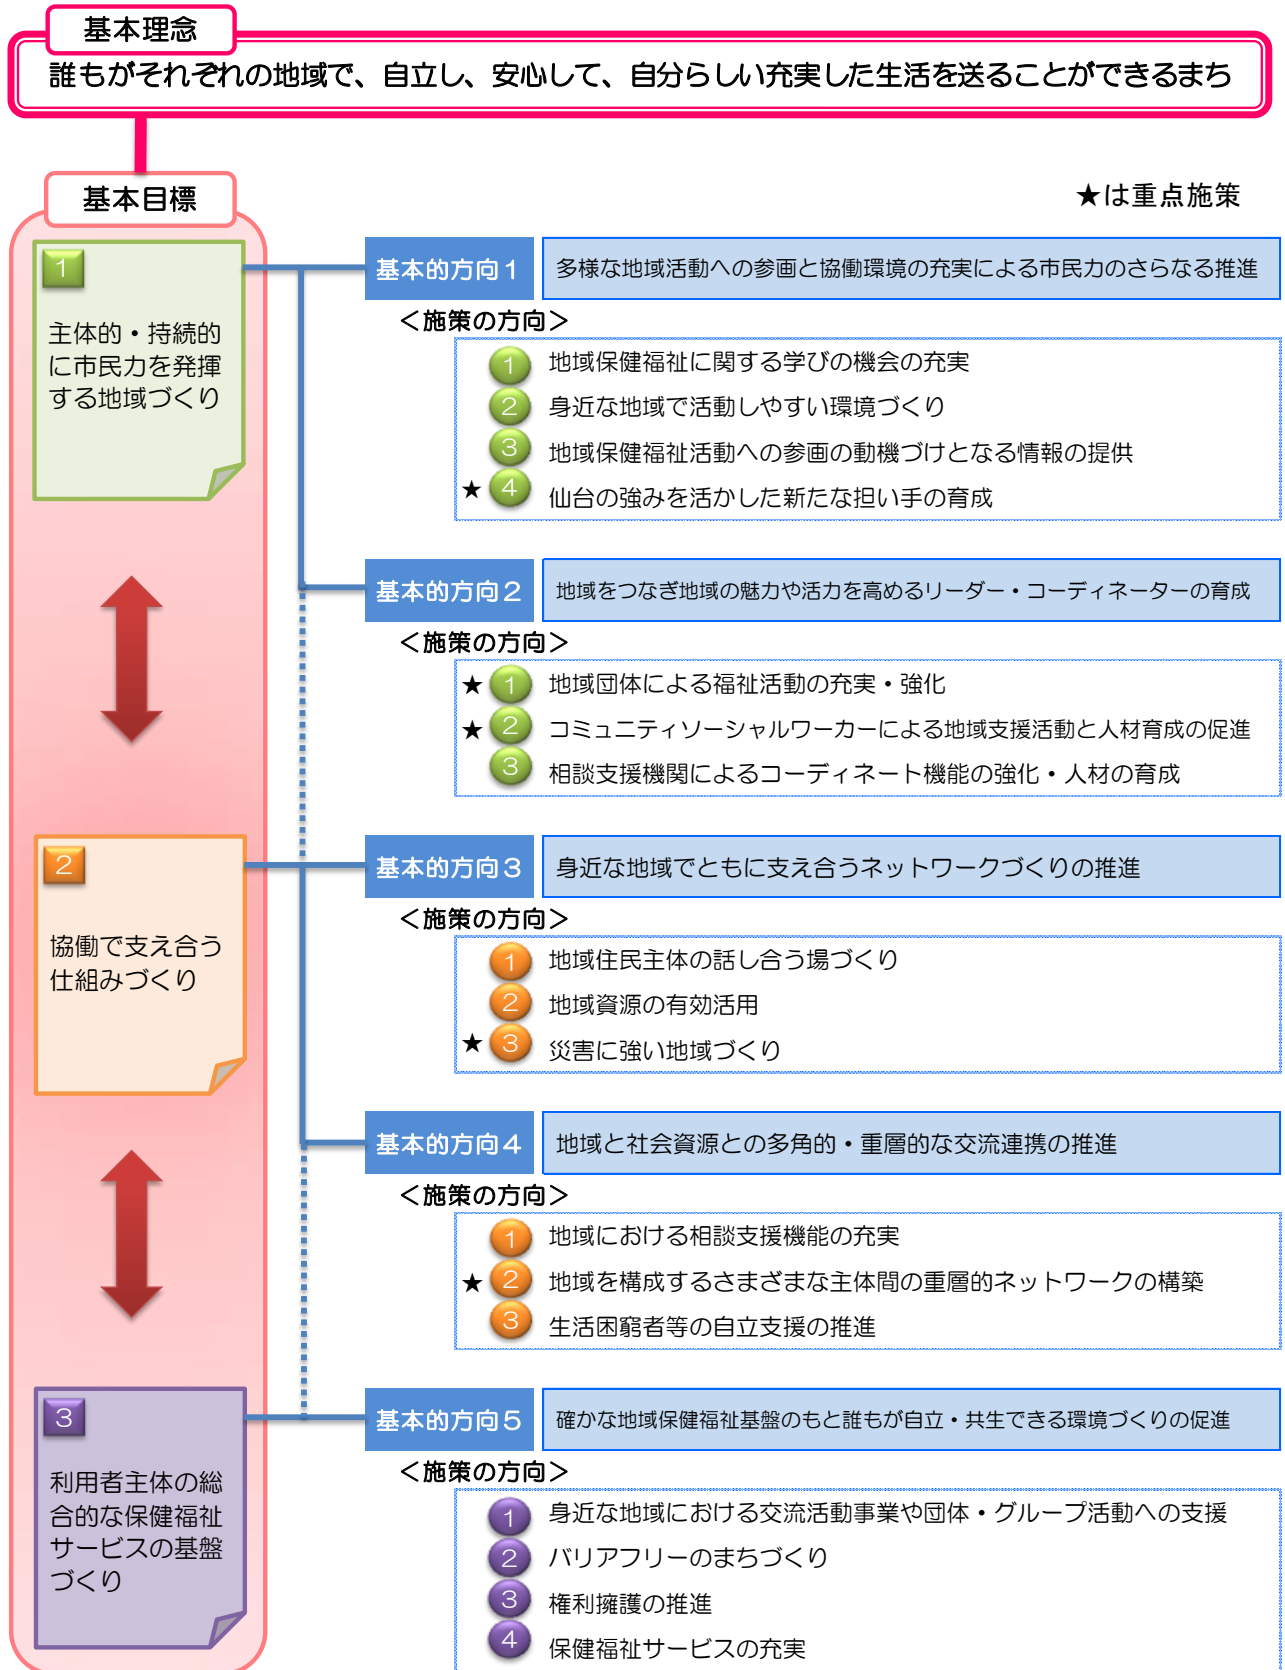 基本理念
誰もがそれぞれの地域で、自立し、安心して、自分らしい充実した生活を送ることができるまち
基本目標
★は重点施策
1
主体的・持続的
に市民力を発揮
する地域づくり
基本的方向1 多様な地域活動への参画と協働環境の充実による市民力のさらなる推進
＜施策の方向＞
1 地域保健福祉に関する学びの機会の充実
2 身近な地域で活動しやすい環境づくり
3 地域保健福祉活動への参画の動機づけとなる情報の提供
★ 4 仙台の強みを活かした新たな担い手の育成
基本的方向2 地域をつなぎ地域の魅力や活力を高めるリーダー・コーディネーターの育成
＜施策の方向＞
★ 1 地域団体による福祉活動の充実・強化
★ 2 コミュニティソーシャルワーカーによる地域支援活動と人材育成の促進
3 相談支援機関によるコーディネート機能の強化・人材の育成
2
協働で支え合う
仕組みづくり
基本的方向3 身近な地域でともに支え合うネットワークづくりの推進
＜施策の方向＞
1 地域住民主体の話し合う場づくり
2 地域資源の有効活用
★ 3 災害に強い地域づくり
基本的方向4 地域と社会資源との多角的・重層的な交流連携の推進
＜施策の方向＞
1 地域における相談支援機能の充実
★ 2 地域を構成するさまざまな主体間の重層的ネットワークの構築
3 生活困窮者等の自立支援の推進
3
利用者主体の総
合的な保健福祉
サービスの基盤
づくり
基本的方向5 確かな地域保健福祉基盤のもと誰もが自立・共生できる環境づくりの促進
＜施策の方向＞
1 身近な地域における交流活動事業や団体・グループ活動への支援
2 バリアフリーのまちづくり
3 権利擁護の推進
4 保健福祉サービスの充実